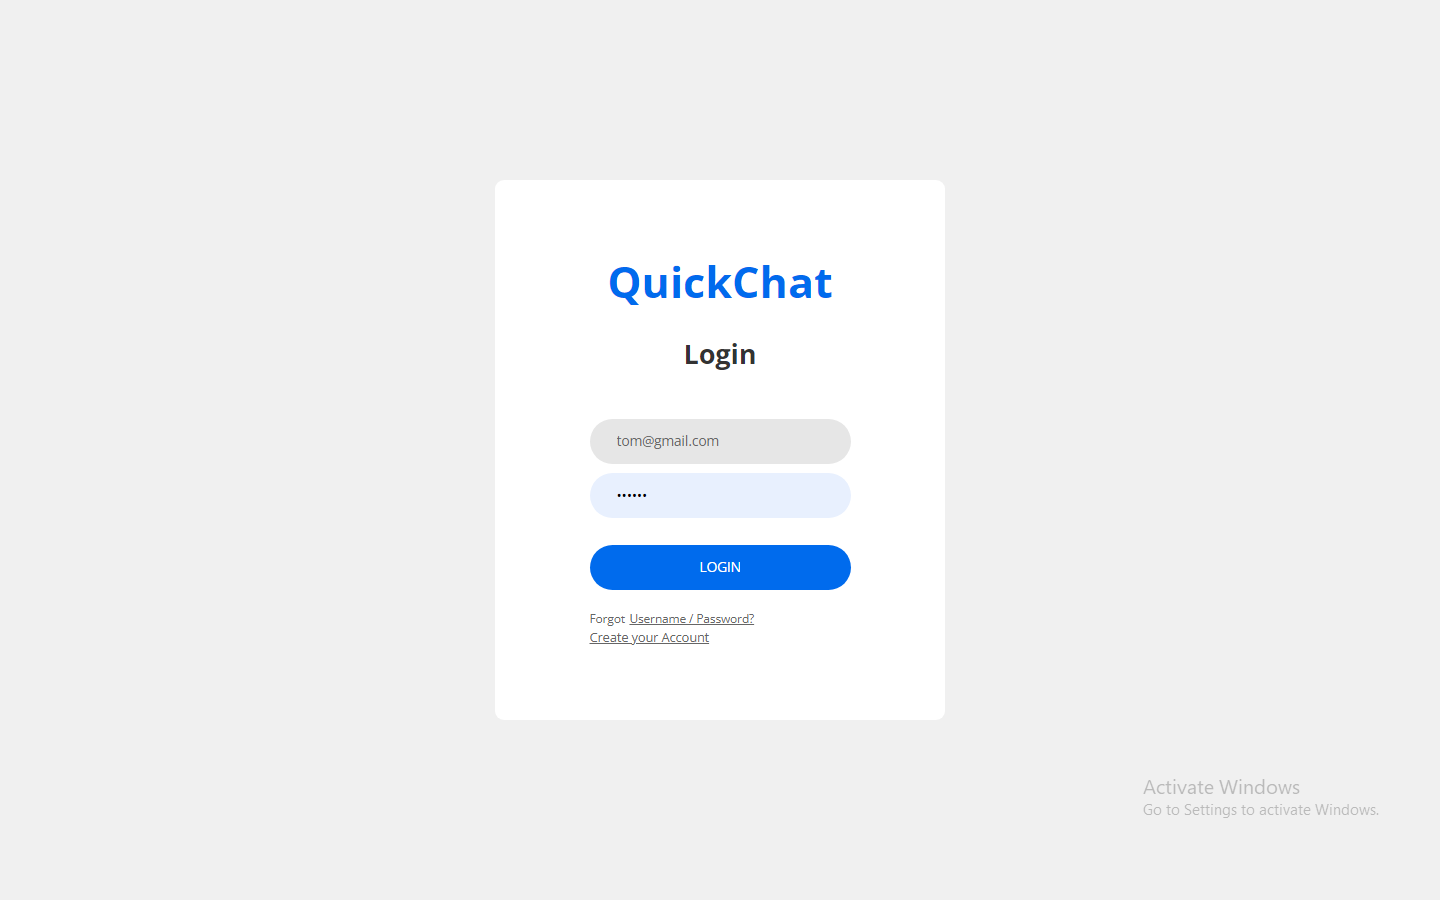 QuickChat
Login
tom@gmail.com
••••••
LOGIN
Forgot Username / Password?
Create your Account
Activate Windows
Go to Settings to activate Windows.